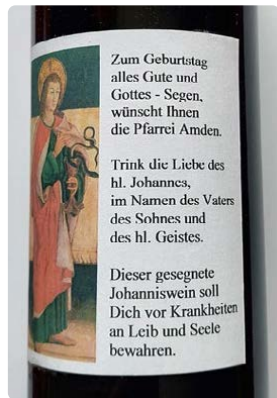 Zum Geburtstag
alles Gute und
Gottes - Segen,
wünscht Ihnen
die Pfarrei Amden.
Trink die Liebe des
hl. Johannes,
im Namen des Vaters
des Sohnes und
des hl. Geistes.
Dieser gesegnete
Johanniswein soll
Dich vor Krankheiten
an Leib und Seele
bewahren.